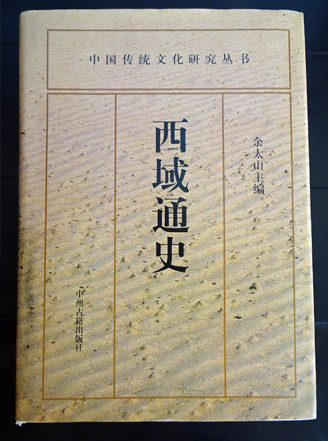 中国传统文化研究丛书
西域通史
余太山主编
中州古籍出版社